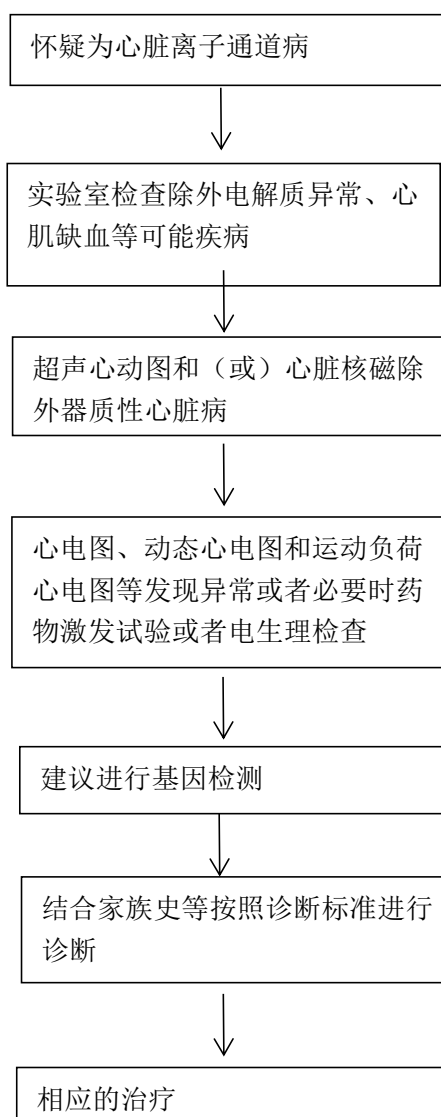 怀疑为心脏离子通道病
实验室检查除外电解质异常、心
肌缺血等可能疾病
超声心动图和（或）心脏核磁除
外器质性心脏病
心电图、动态心电图和运动负荷
心电图等发现异常或者必要时药
物激发试验或者电生理检查
建议进行基因检测
结合家族史等按照诊断标准进行
诊断
相应的治疗